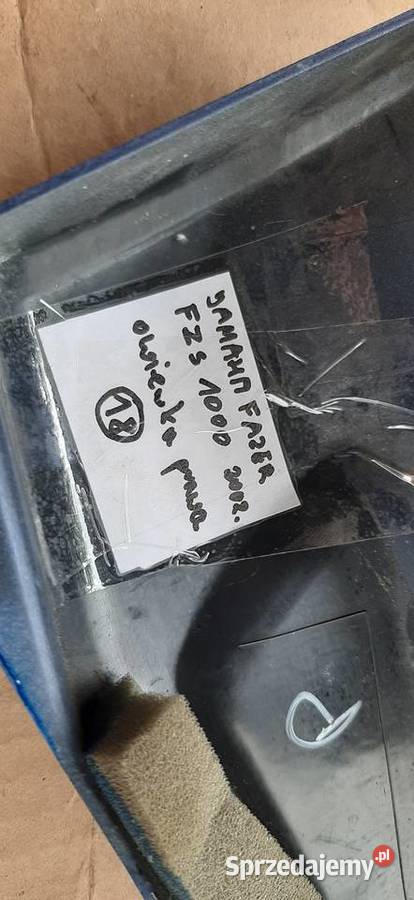 YAMAHA FAZER
FZS 1000 2002.
owiewka prawa
18
Sprzedajemy.pl